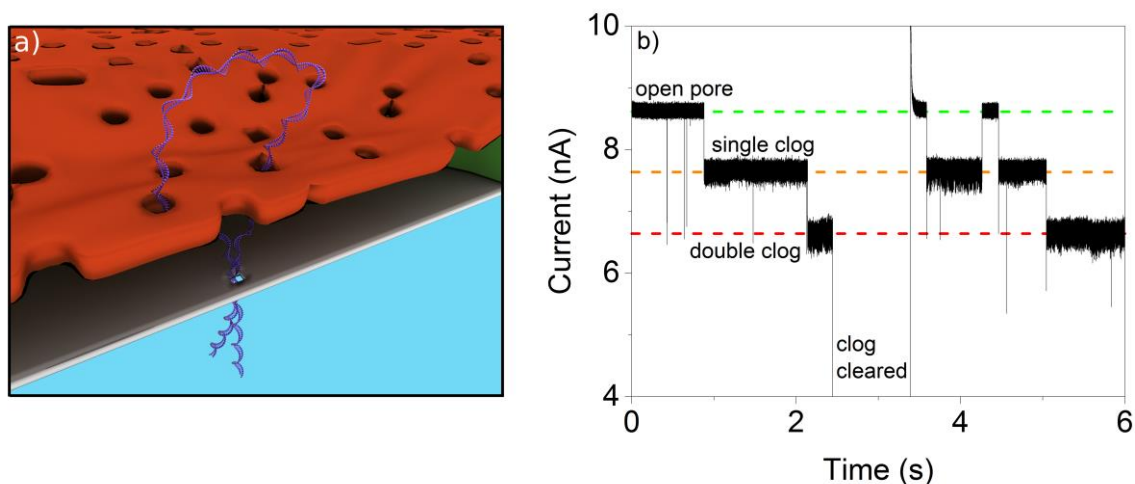 a)
b)
10
8
6
4
Current (nA)
open pore
single clog
double clog
clog
cleared
0
2
4
6
Time (s)